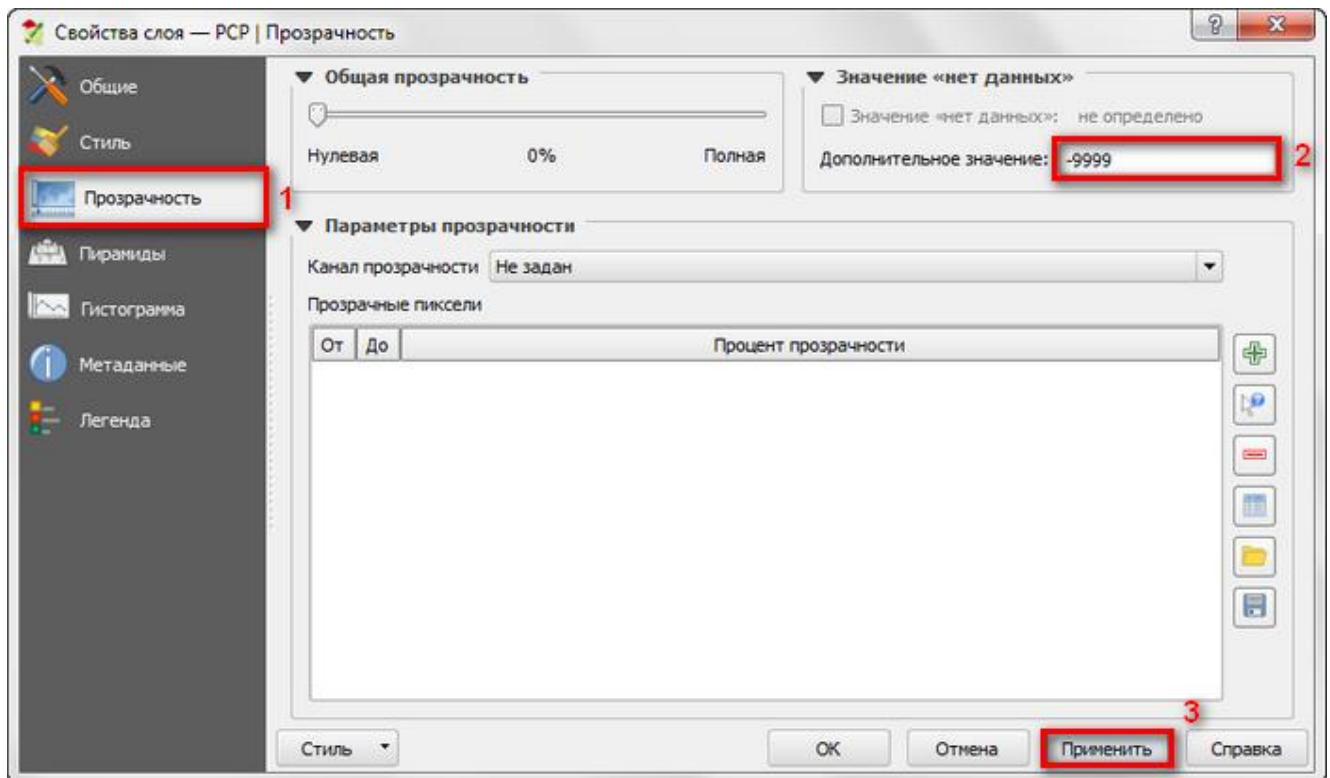 Свойства слоя — PCP | Прозрачность
Общие
Стиль
Прозрачность
1
Пирамиды
Гистограмма
Метаданные
Легенда
Общая прозрачность
Нулевая 0% Полная
Значение «нет данных»
Значение «нет данных»: не определено
Дополнительное значение: -9999
2
Параметры прозрачности
Канал прозрачности Не задан
Прозрачные пиксели
От До Процент прозрачности
3
Стиль OK Отмена Применить Справка